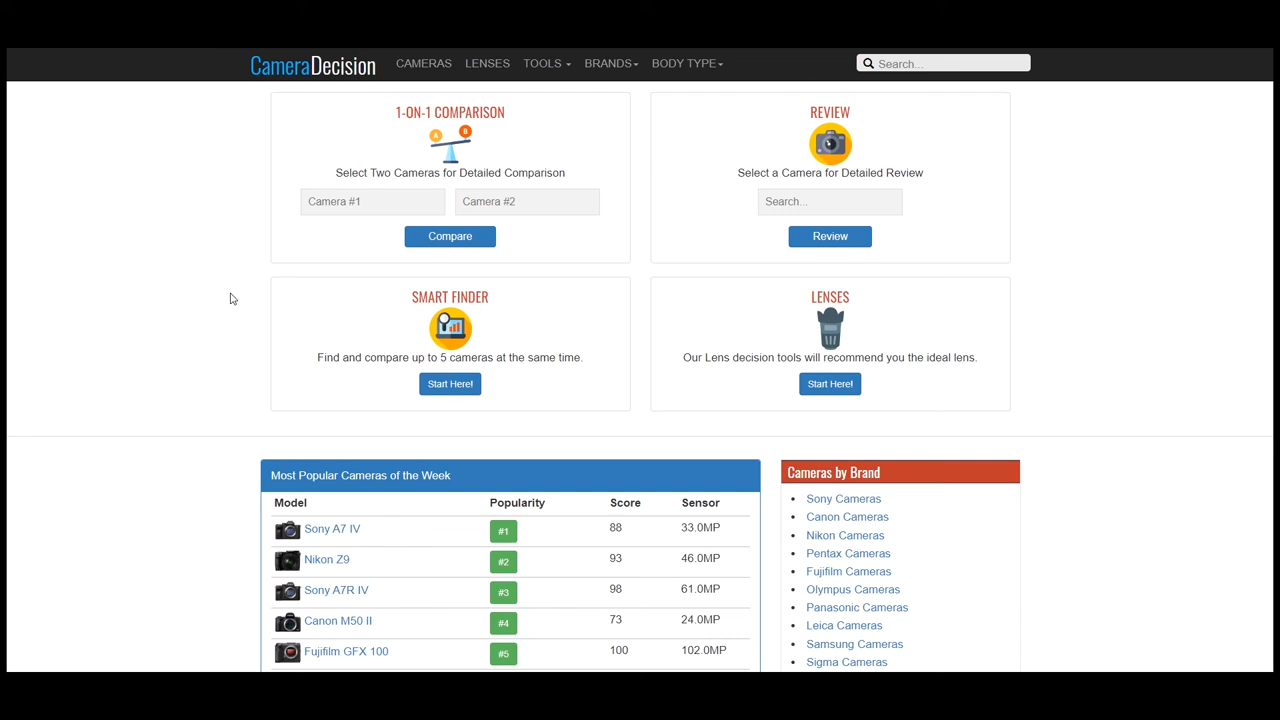 CameraDecision CAMERAS LENSES TOOLS BRANDS BODY TYPE Search...
1-ON-1 COMPARISON
A B
Select Two Cameras for Detailed Comparison
Camera #1 Camera #2
Compare
REVIEW
Select a Camera for Detailed Review
Search...
Review
SMART FINDER
Find and compare up to 5 cameras at the same time.
Start Here!
LENSES
Our Lens decision tools will recommend you the ideal lens.
Start Here!
Most Popular Cameras of the Week
Model Popularity Score Sensor
Sony A7 IV #1 88 33.0MP
Nikon Z9 #2 93 46.0MP
Sony A7R IV #3 98 61.0MP
Canon M50 II #4 73 24.0MP
Fujifilm GFX 100 #5 100 102.0MP
Cameras by Brand
Sony Cameras
Canon Cameras
Nikon Cameras
Pentax Cameras
Fujifilm Cameras
Olympus Cameras
Panasonic Cameras
Leica Cameras
Samsung Cameras
Sigma Cameras